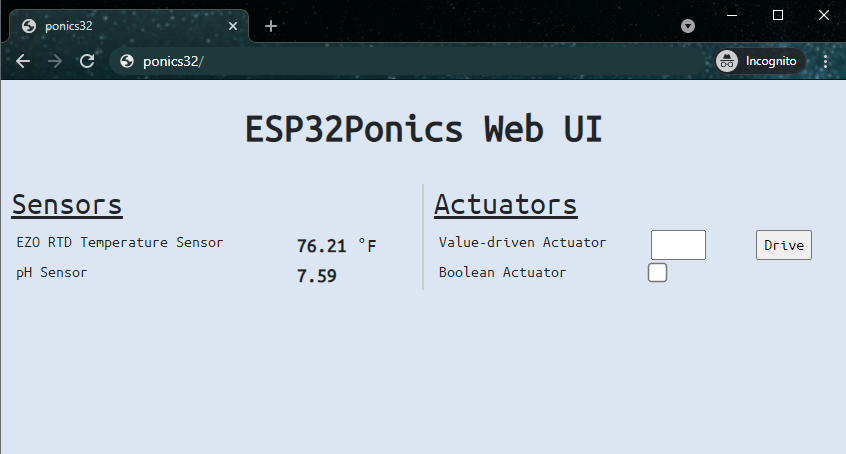 ponics32
ponics32/
Incognito
ESP32Ponics Web UI
Sensors
EZO RTD Temperature Sensor 76.21 °F
pH Sensor 7.59
Actuators
Value-driven Actuator Drive
Boolean Actuator